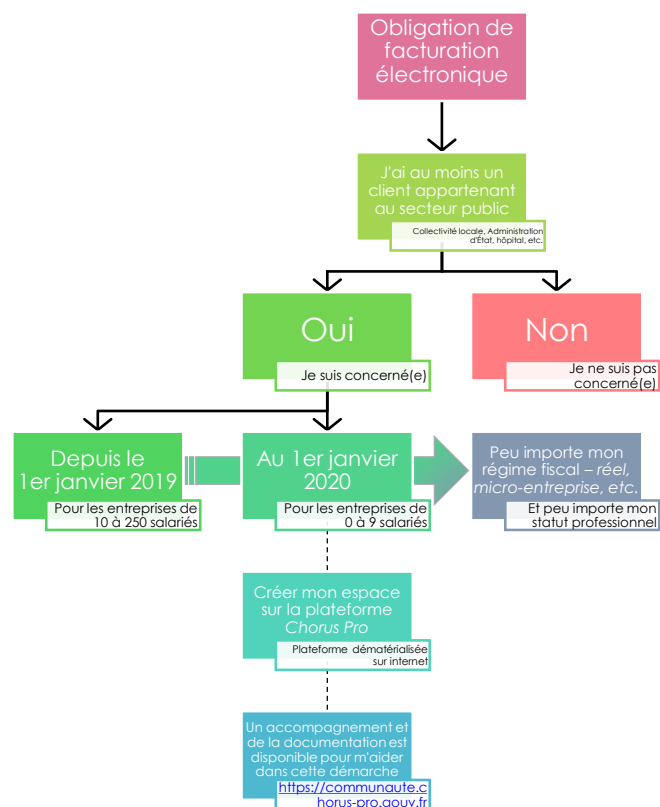 Obligation de
facturation
électronique
J'ai au moins un
client appartenant
au secteur public
Collectivité locale, Administration
d'État, hôpital, etc.
Oui
Je suis concerné(e)
Non
Je ne suis pas
concerné(e)
Depuis le
1er janvier 2019
Pour les entreprises de
10 à 250 salariés
Au 1er janvier
2020
Pour les entreprises de
0 à 9 salariés
Peu importe mon
régime fiscal – réel,
micro-entreprise, etc.
Et peu importe mon
statut professionnel
Créer mon espace
sur la plateforme
Chorus Pro
Plateforme dématérialisée
sur internet
Un accompagnement et
de la documentation est
disponible pour m'aider
dans cette démarche
https://communaute.c
horus-pro.gouv.fr